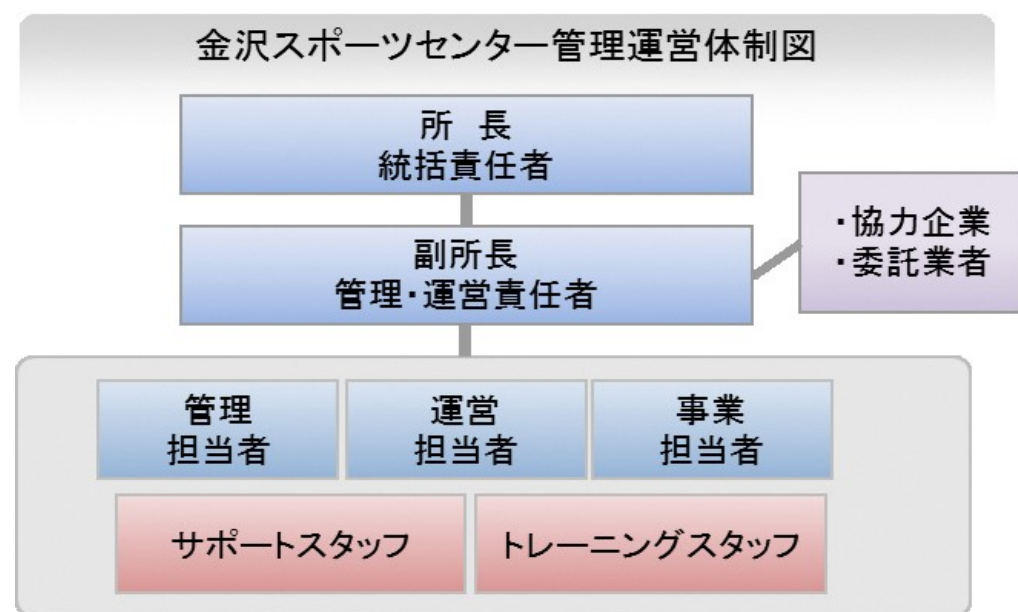 金沢スポーツセンター管理運営体制図
所 長
統括責任者
副所長
管理・運営責任者
・協力企業
・委託業者
管理
担当者
運営
担当者
事業
担当者
サポートスタッフ
トレーニングスタッフ